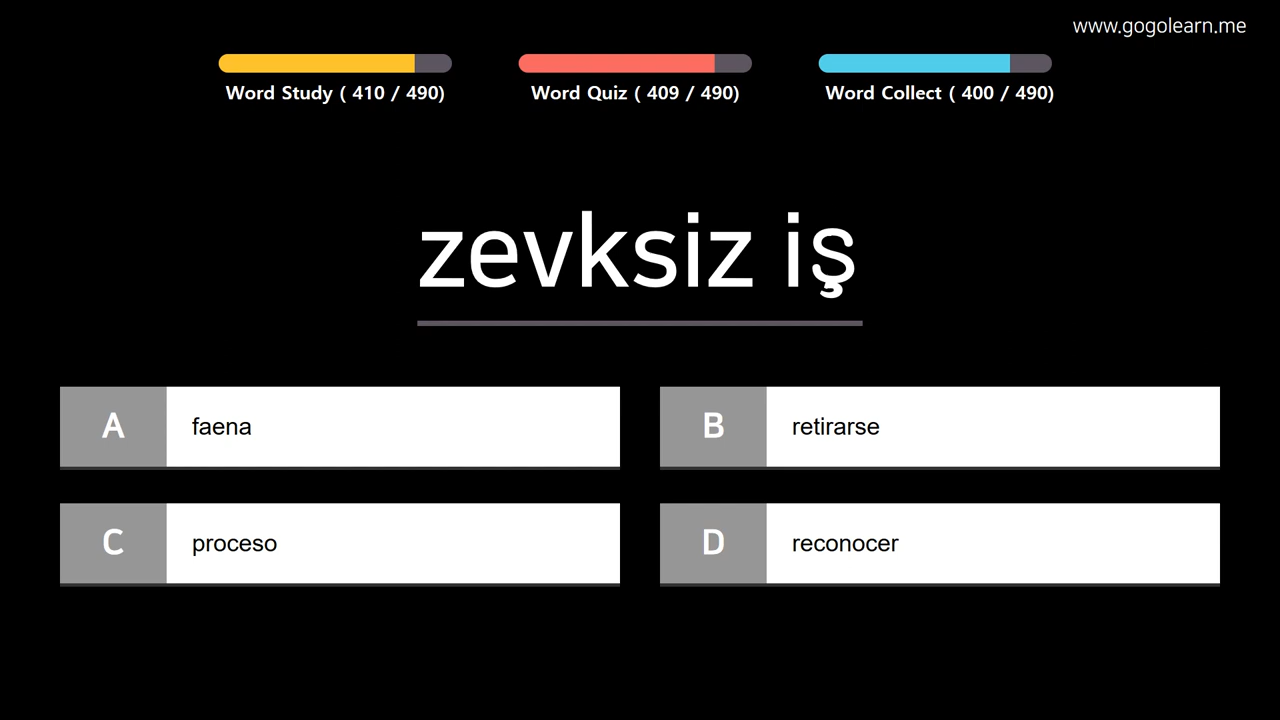 www.gogolearn.me
Word Study ( 410 / 490)
Word Quiz ( 409 / 490)
Word Collect ( 400 / 490)
zevksiz iş
A faena
B retirarse
C proceso
D reconocer